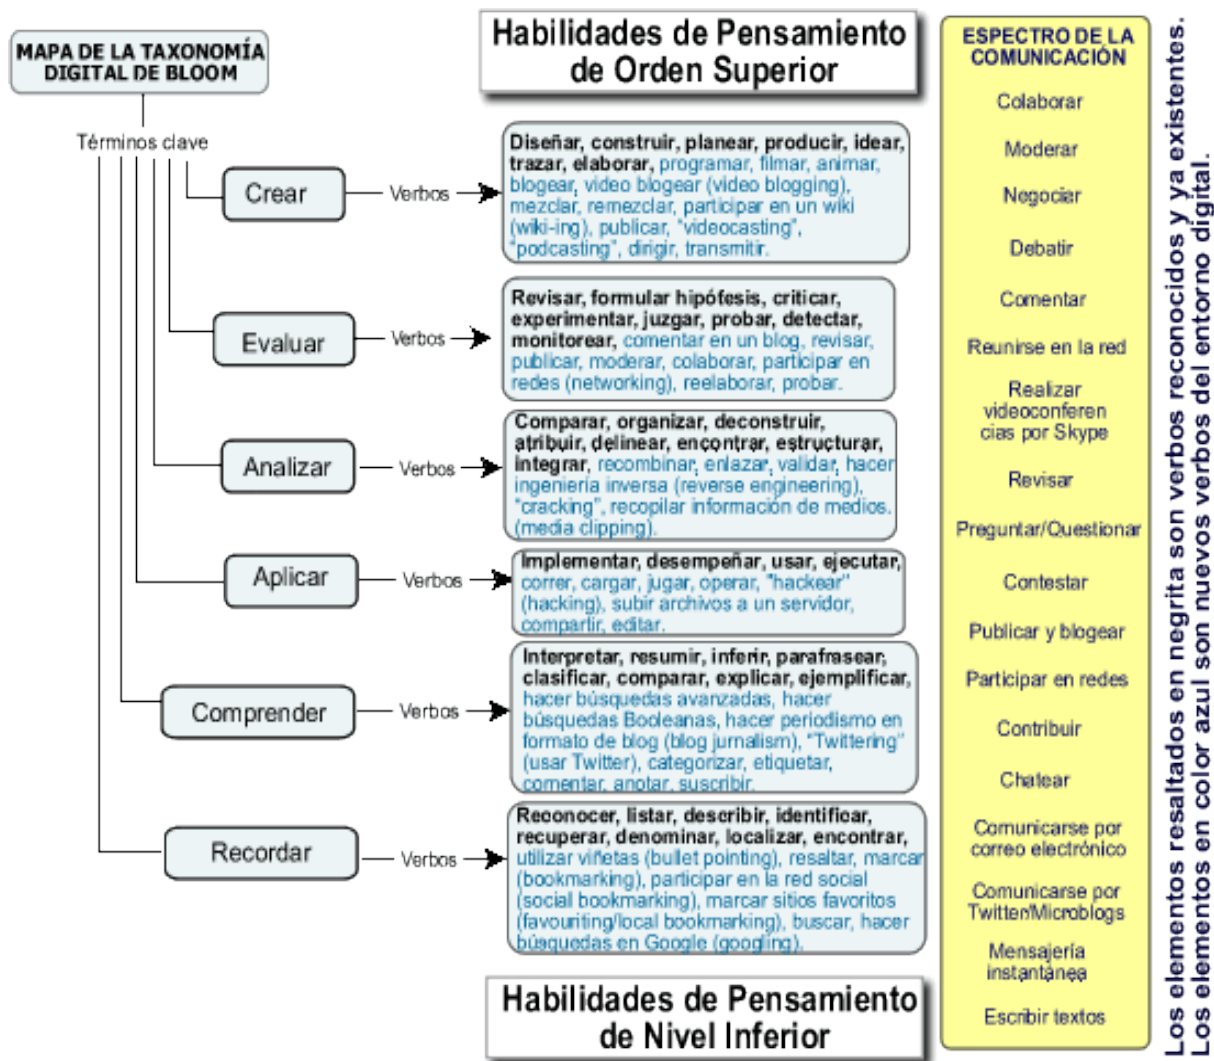 MAPA DE LA TAXONOMÍA
DIGITAL DE BLOOM
Términos clave
Habilidades de Pensamiento
de Orden Superior
Crear
Verbos
Diseñar, construir, planear, producir, idear,
trazar, elaborar, programar, filmar, animar,
blogear, video blogear (video blogging),
mezclar, remezclar, participar en un wiki
(wiki-ing), publicar, "videocasting",
"podcasting", dirigir, transmitir.
Evaluar
Verbos
Revisar, formular hipótesis, criticar,
experimentar, juzgar, probar, detectar,
monitorear, comentar en un blog, revisar,
publicar, moderar, colaborar, participar en
redes (networking), reelaborar, probar.
Analizar
Verbos
Comparar, organizar, deconstruir,
atribuir, delinear, encontrar, estructurar,
integrar, recombinar, enlazar, validar, hacer
ingeniería inversa (reverse engineering),
"cracking", recopilar información de medios.
(media clipping).
Aplicar
Verbos
Implementar, desempeñar, usar, ejecutar,
correr, cargar, jugar, operar, "hackear"
(hacking), subir archivos a un servidor,
compartir, editar.
Comprender
Verbos
Interpretar, resumir, inferir, parafrasear,
clasificar, comparar, explicar, ejemplificar,
hacer búsquedas avanzadas, hacer
búsquedas Booleanas, hacer periodismo en
formato de blog (blog jurnalism), "Twittering"
(usar Twitter), categorizar, etiquetar,
comentar, anotar, suscribir.
Recordar
Verbos
Reconocer, listar, describir, identificar,
recuperar, denominar, localizar, encontrar,
utilizar viñetas (bullet pointing), resaltar, marcar
(bookmarking), participar en la red social
(social bookmarking), marcar sitios favoritos
(favouriting/local bookmarking), buscar, hacer
búsquedas en Google (googling).
Habilidades de Pensamiento
de Nivel Inferior
ESPECTRO DE LA
COMUNICACIÓN
Colaborar
Moderar
Negociar
Debatir
Comentar
Reunirse en la red
Realizar
videoconferen
cias por Skype
Revisar
Preguntar/Questionar
Contestar
Publicar y blogear
Participar en redes
Contribuir
Chatear
Comunicarse por
correo electrónico
Comunicarse por
Twitter/Microblogs
Mensajería
instantánea
Escribir textos
Los elementos resaltados en negrita son verbos reconocidos y ya existentes.
Los elementos en color azul son nuevos verbos del entorno digital.